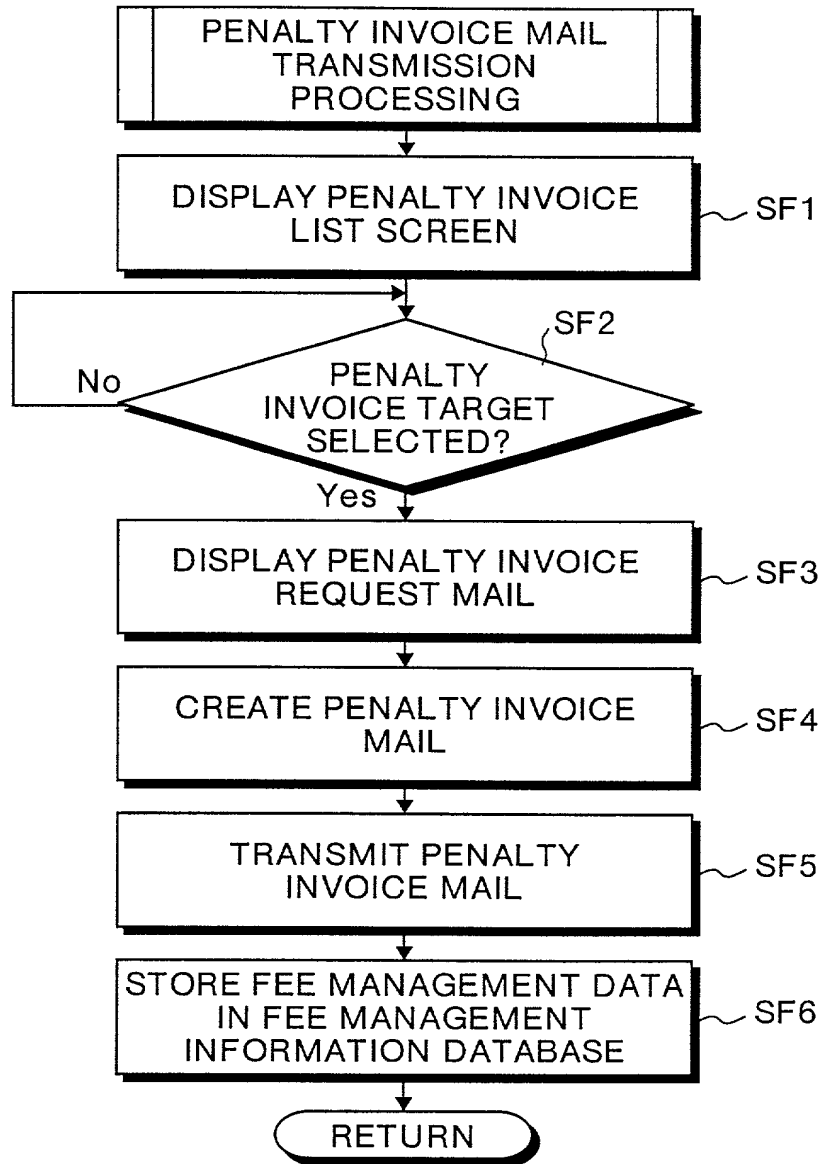 PENALTY INVOICE MAIL
TRANSMISSION
PROCESSING
DISPLAY PENALTY INVOICE
LIST SCREEN
SF1
SF2
No
PENALTY
INVOICE TARGET
SELECTED?
Yes
DISPLAY PENALTY INVOICE
REQUEST MAIL
SF3
CREATE PENALTY INVOICE
MAIL
SF4
TRANSMIT PENALTY
INVOICE MAIL
SF5
STORE FEE MANAGEMENT DATA
IN FEE MANAGEMENT
INFORMATION DATABASE
SF6
RETURN